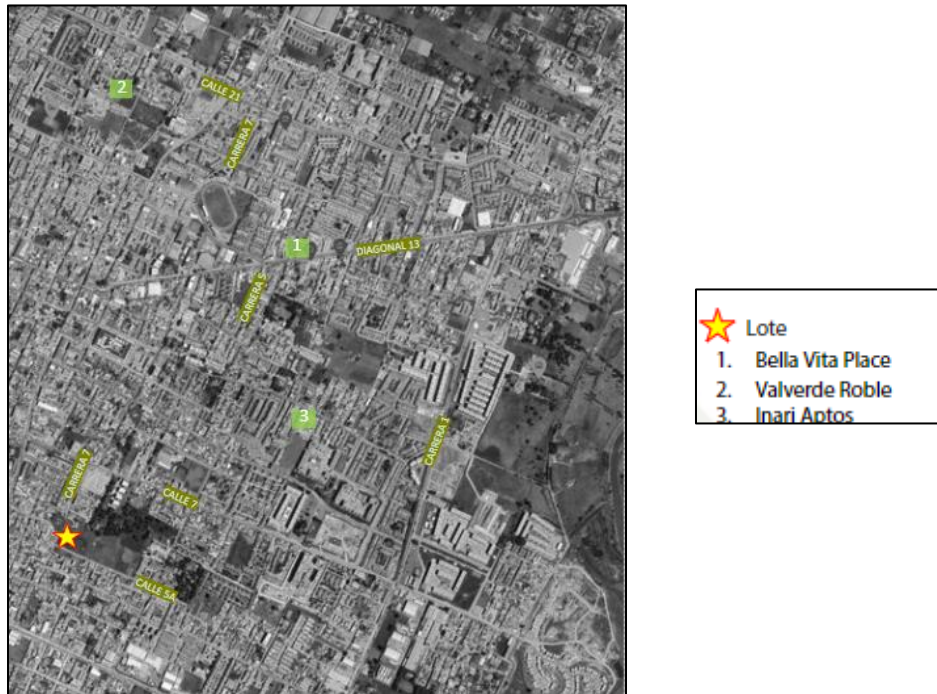 2
CALLE 21
CARRERA 7
1
DIAGONAL 13
CARRERA 5
3
CARRERA 1
CARRERA 7
CALLE 7
CALLE 5A
Lote
1. Bella Vita Place
2. Valverde Roble
3. Inari Aptos